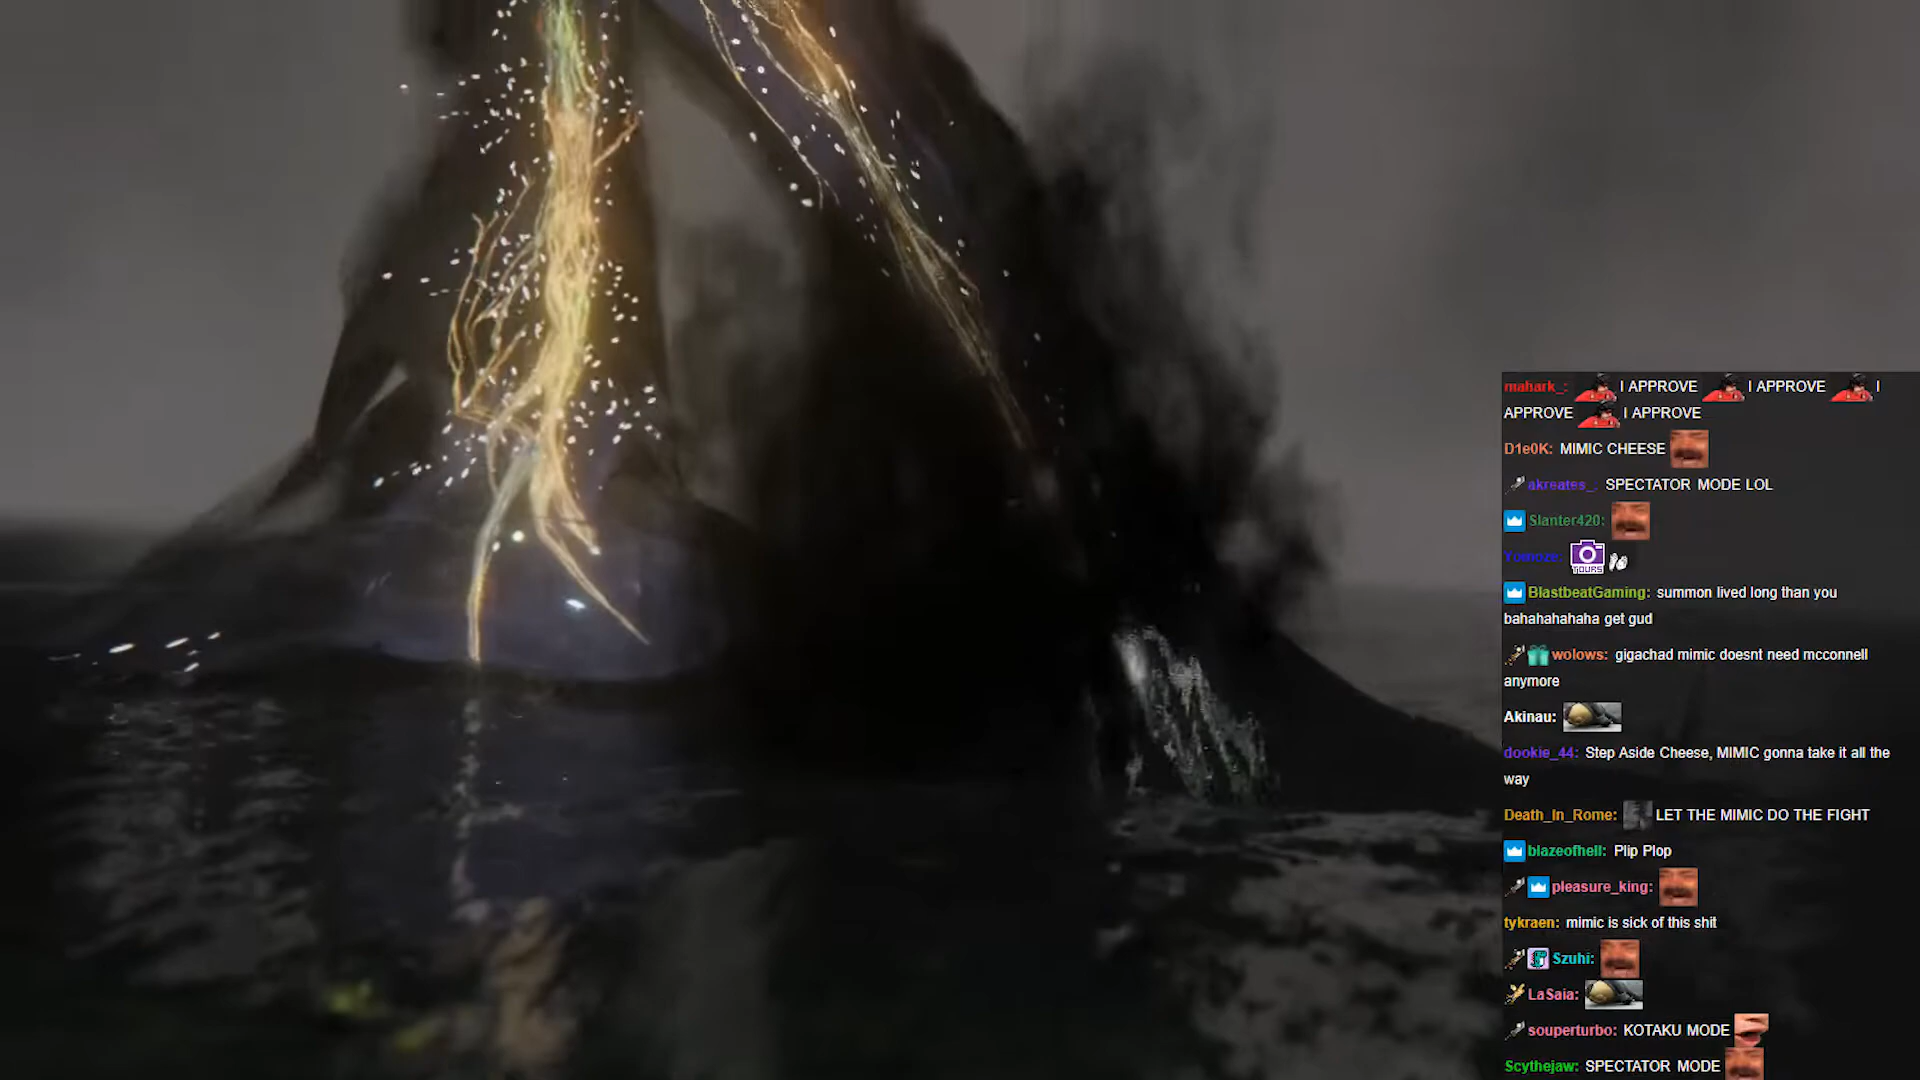 mahark_: I APPROVE I APPROVE I
APPROVE I APPROVE
D1e0K: MIMIC CHEESE
akreates_: SPECTATOR MODE LOL
Slanter420:
TOURS
BlastbeatGaming: summon lived long than you
bahahahahaha get gud
wolows: gigachad mimic doesnt need mcconnell
anymore
Akinau:
dookie_44: Step Aside Cheese, MIMIC gonna take it all the
way
Death_In_Rome: LET THE MIMIC DO THE FIGHT
blazeofhell: Plip Plop
pleasure_king:
tykraen: mimic is sick of this shit
Szuhi:
LaSaia:
souperturbo: KOTAKU MODE
Scythejaw: SPECTATOR MODE